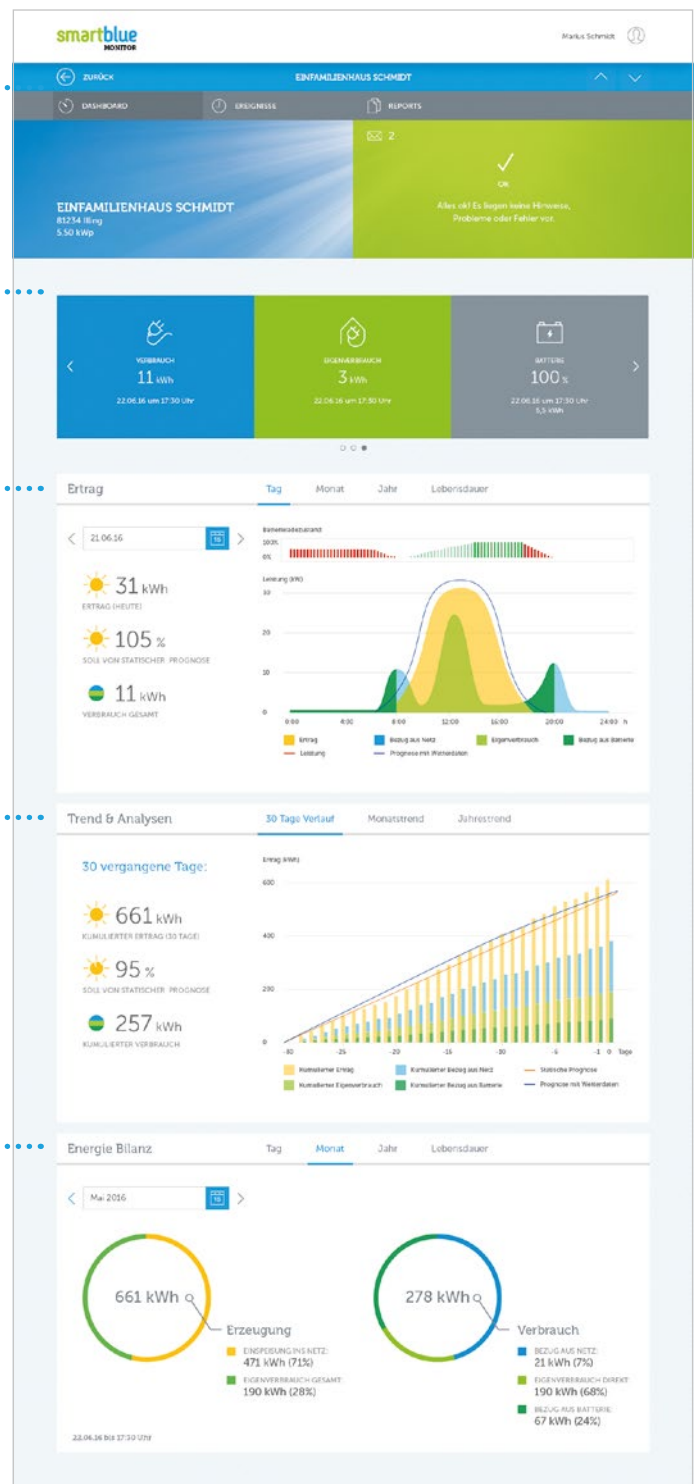 smartblue
MONITOR
Marius Schmidt
ZURÜCK
EINFAMILIENHAUS SCHMIDT
DASHBOARD
EREIGNISSE
REPORTS
2
OK
Alles ok! Es liegen keine Hinweise,
Probleme oder Fehler vor.
EINFAMILIENHAUS SCHMIDT
81234 Illing
5.50 kWp
VERBRAUCH
11 kWh
22.06.16 um 17:30 Uhr
EIGENVERBRAUCH
3 kWh
22.06.16 um 17:30 Uhr
BATTERIE
100 %
22.06.16 um 17:30 Uhr
5,5 kWh
Ertrag
Tag Monat Jahr Lebensdauer
21.06.16
31 kWh
ERTRAG (HEUTE)
105 %
SOLL VON STATISCHER PROGNOSE
11 kWh
VERBRAUCH GESAMT
Batterieladezustand
100%
0%
Leistung (kW)
30
20
10
0
0:00 4:00 8:00 12:00 16:00 20:00 24:00 h
Ertrag Bezug aus Netz Eigenverbrauch Bezug aus Batterie
Leistung Prognose mit Wetterdaten
Trend & Analysen
30 Tage Verlauf Monatstrend Jahrestrend
30 vergangene Tage:
661 kWh
KUMULIERTER ERTRAG (30 TAGE)
95 %
SOLL VON STATISCHER PROGNOSE
257 kWh
KUMULIERTER VERBRAUCH
Ertrag (kWh)
600
400
200
0
-30 -25 -20 -15 -10 -5 -1 0 Tage
Kumulierter Ertrag Kumulierter Bezug aus Netz Statische Prognose
Kumulierter Eigenverbrauch Kumulierter Bezug aus Batterie Prognose mit Wetterdaten
Energie Bilanz
Tag Monat Jahr Lebensdauer
Mai 2016
661 kWh
Erzeugung
EINSPEISUNG INS NETZ:
471 kWh (71%)
EIGENVERBRAUCH GESAMT:
190 kWh (28%)
278 kWh
Verbrauch
BEZUG AUS NETZ:
21 kWh (7%)
EIGENVERBRAUCH DIREKT:
190 kWh (68%)
BEZUG AUS BATTERIE:
67 kWh (24%)
22.06.16 bis 17:30 Uhr